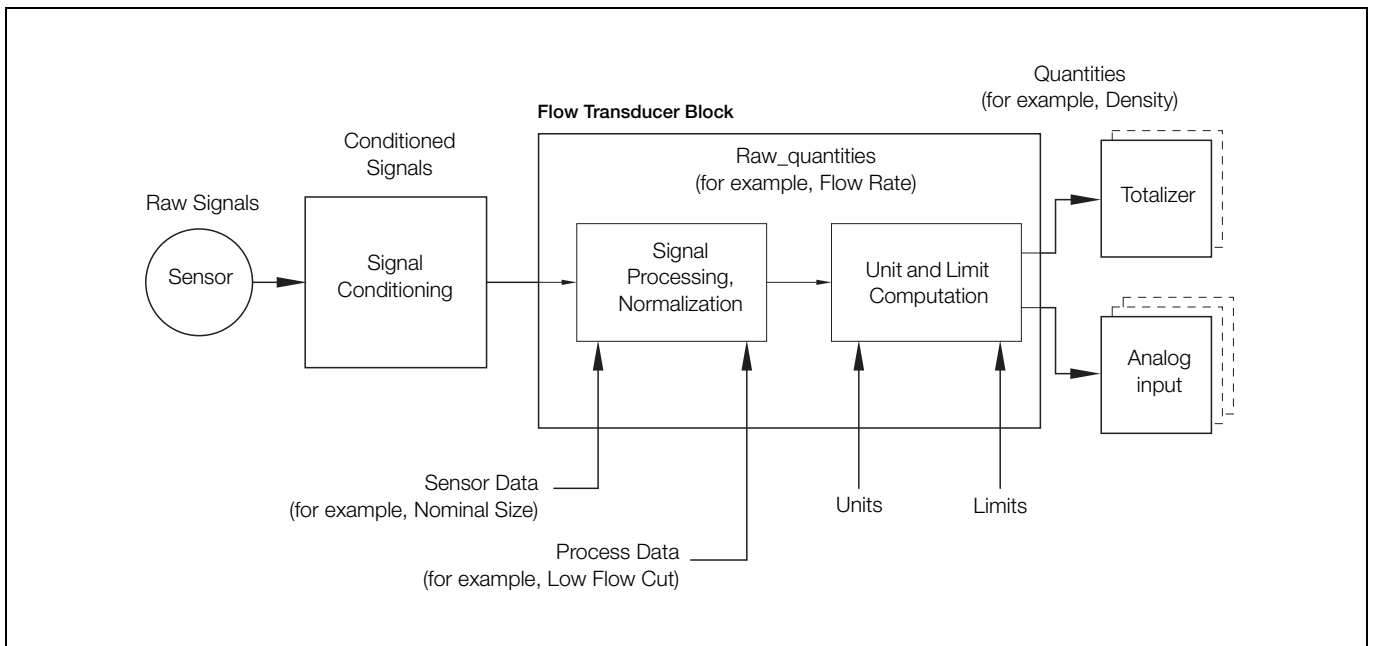 Quantities
(for example, Density)
Flow Transducer Block
Conditioned
Signals
Raw_quantities
(for example, Flow Rate)
Raw Signals
Totalizer
Sensor
Signal
Conditioning
Signal
Processing,
Normalization
Unit and Limit
Computation
Analog
input
Sensor Data
(for example, Nominal Size)
Units
Limits
Process Data
(for example, Low Flow Cut)